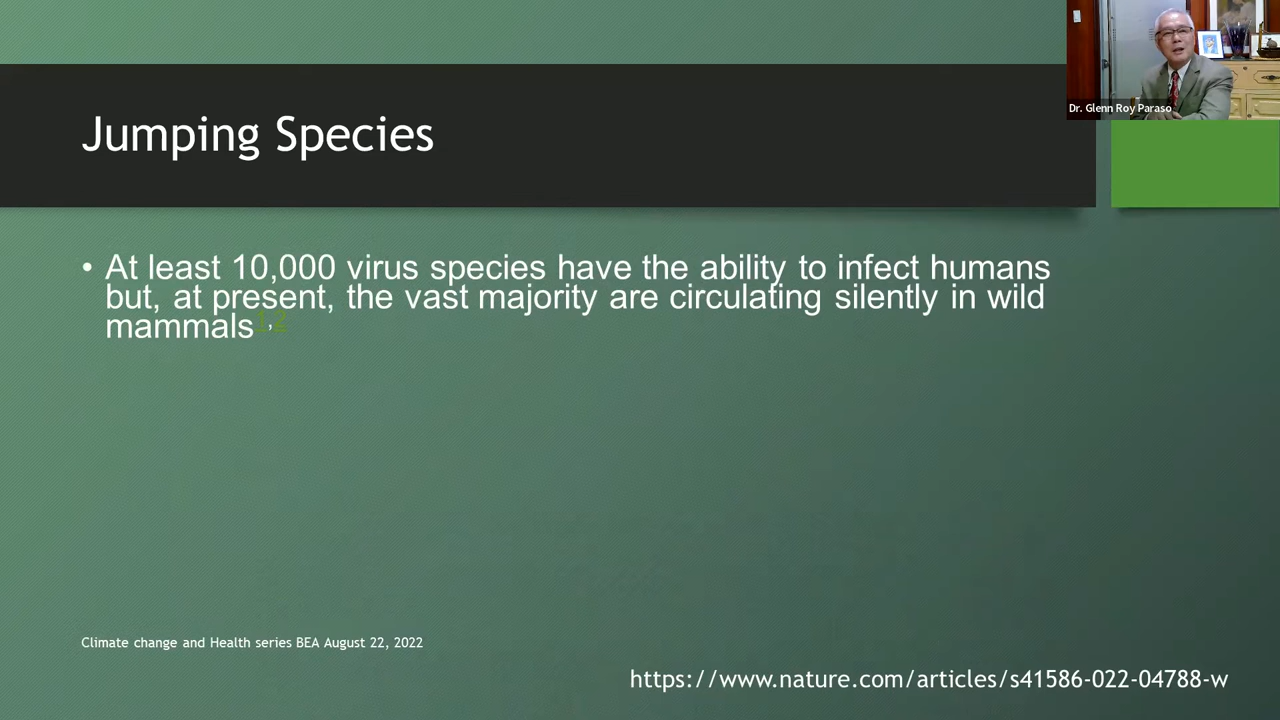 Dr. Glenn Roy Paraso
Jumping Species
• At least 10,000 virus species have the ability to infect humans
but, at present, the vast majority are circulating silently in wild
mammals1,2
Climate change and Health series BEA August 22, 2022
https://www.nature.com/articles/s41586-022-04788-w